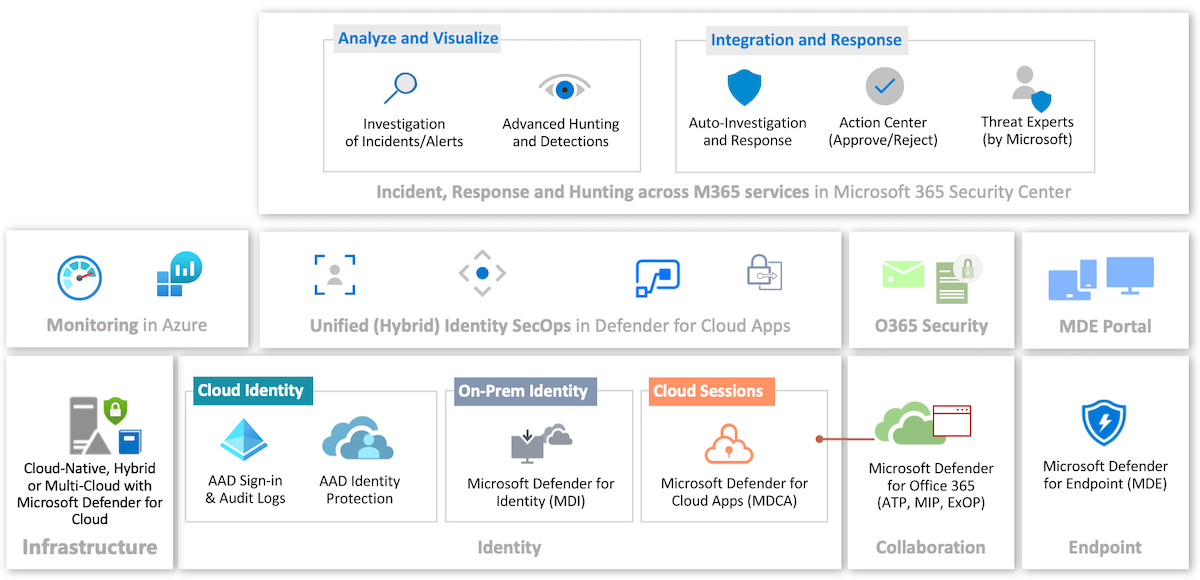 Analyze and Visualize
Investigation
of Incidents/Alerts
Advanced Hunting
and Detections
Integration and Response
Auto-Investigation
and Response
Action Center
(Approve/Reject)
Threat Experts
(by Microsoft)
Incident, Response and Hunting across M365 services in Microsoft 365 Security Center
Monitoring in Azure
Unified (Hybrid) Identity SecOps in Defender for Cloud Apps
O365 Security
MDE Portal
Cloud-Native, Hybrid
or Multi-Cloud with
Microsoft Defender for
Cloud
Infrastructure
Cloud Identity
AAD Sign-in
& Audit Logs
AAD Identity
Protection
On-Prem Identity
Microsoft Defender for
Identity (MDI)
Cloud Sessions
Microsoft Defender for
Cloud Apps (MDCA)
Identity
Microsoft Defender
for Office 365
(ATP, MIP, ExOP)
Collaboration
Microsoft Defender
for Endpoint (MDE)
Endpoint